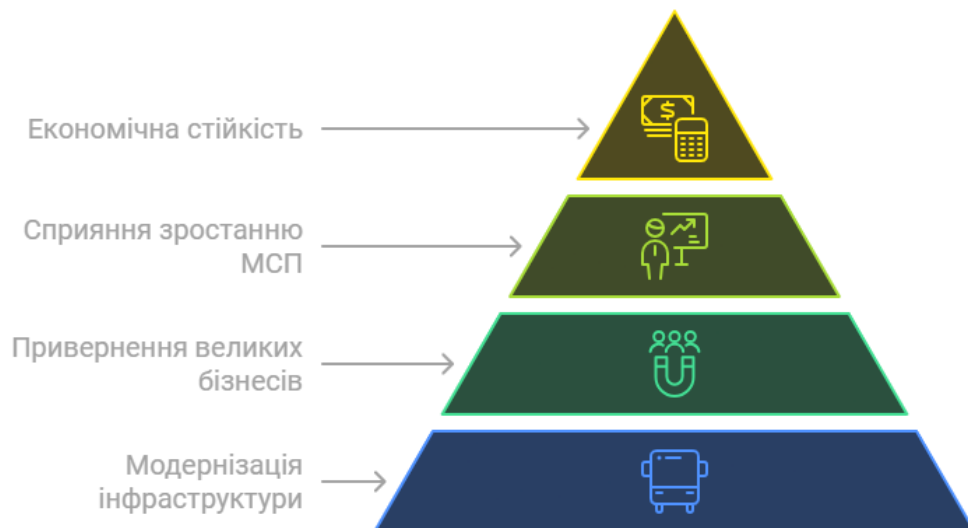 Економічна стійкість
Сприяння зростанню
МСП
Привернення великих
бізнесів
Модернізація
інфраструктури
$